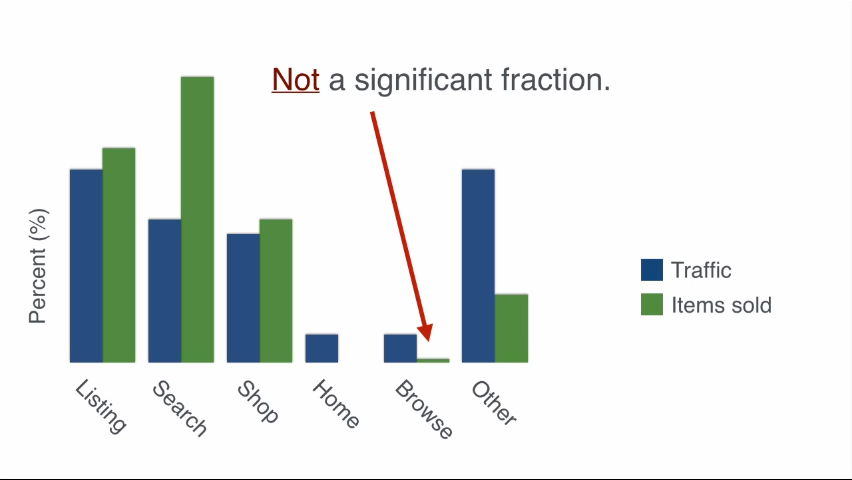 Not a significant fraction.
Percent (%)
Traffic
Items sold
Listing
Search
Shop
Home
Browse
Other